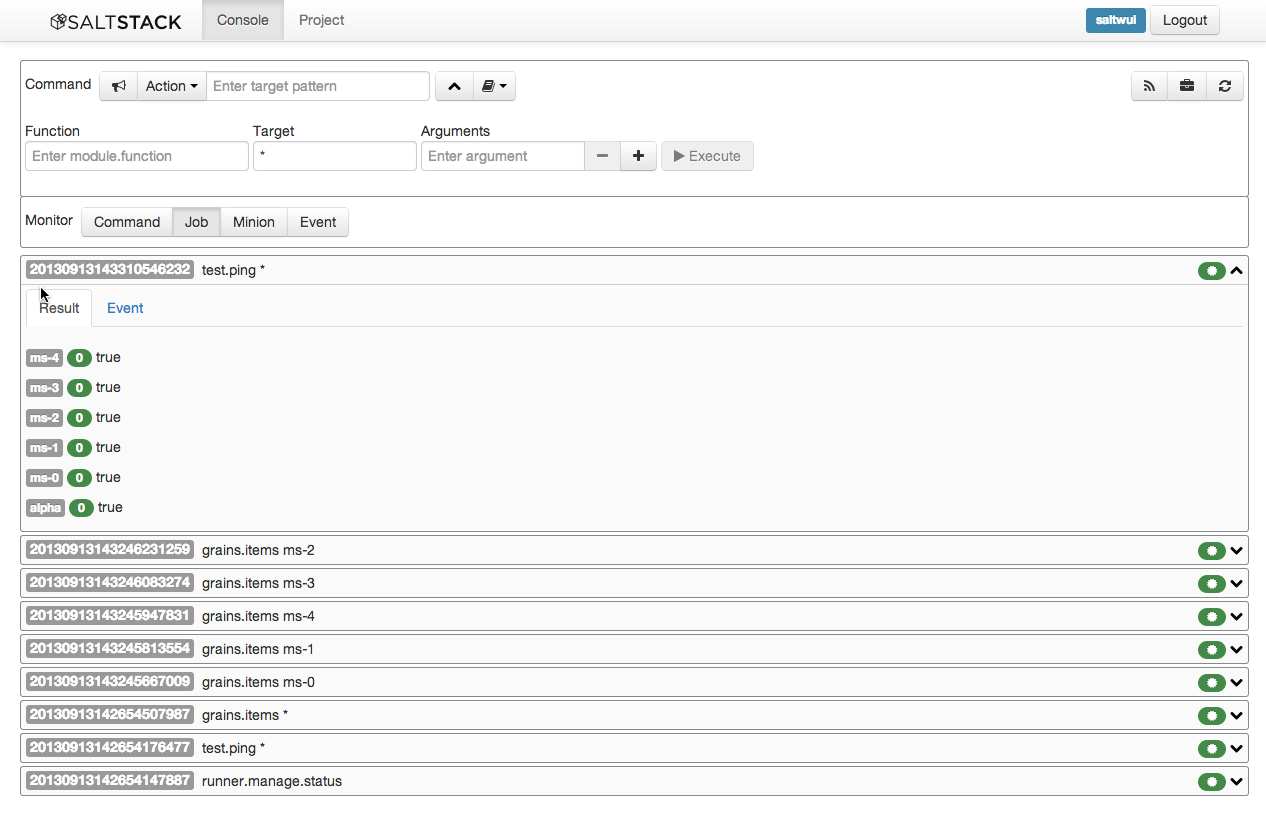 SALTSTACK Console Project saltwui Logout
Command Action Enter target pattern
Function Target Arguments
Enter module.function * Enter argument Execute
Monitor Command Job Minion Event
20130913143310546232 test.ping *
Result Event
ms-4 0 true
ms-3 0 true
ms-2 0 true
ms-1 0 true
ms-0 0 true
alpha 0 true
20130913143246231259 grains.items ms-2
20130913143246083274 grains.items ms-3
20130913143245947831 grains.items ms-4
20130913143245813554 grains.items ms-1
20130913143245667009 grains.items ms-0
20130913142654507987 grains.items *
20130913142654176477 test.ping *
20130913142654147887 runner.manage.status